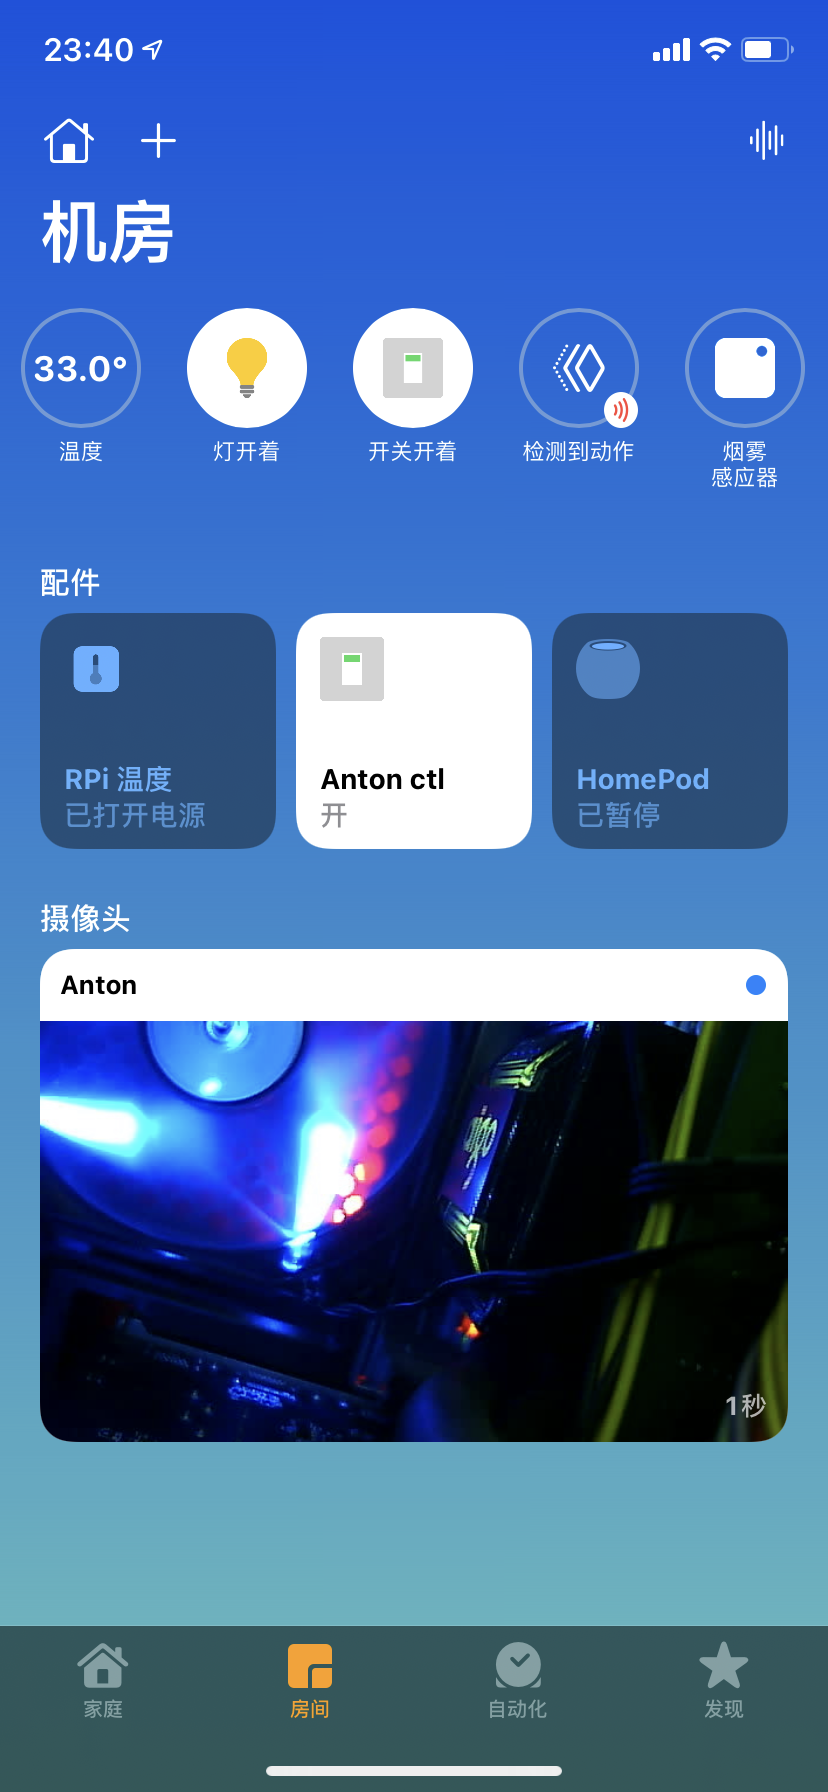 23:40
机房
33.0°
温度
灯开着
开关开着
检测到动作
烟雾
感应器
配件
RPi 温度
已打开电源
Anton ctl
开
HomePod
已暂停
摄像头
Anton
1秒
家庭
房间
自动化
发现